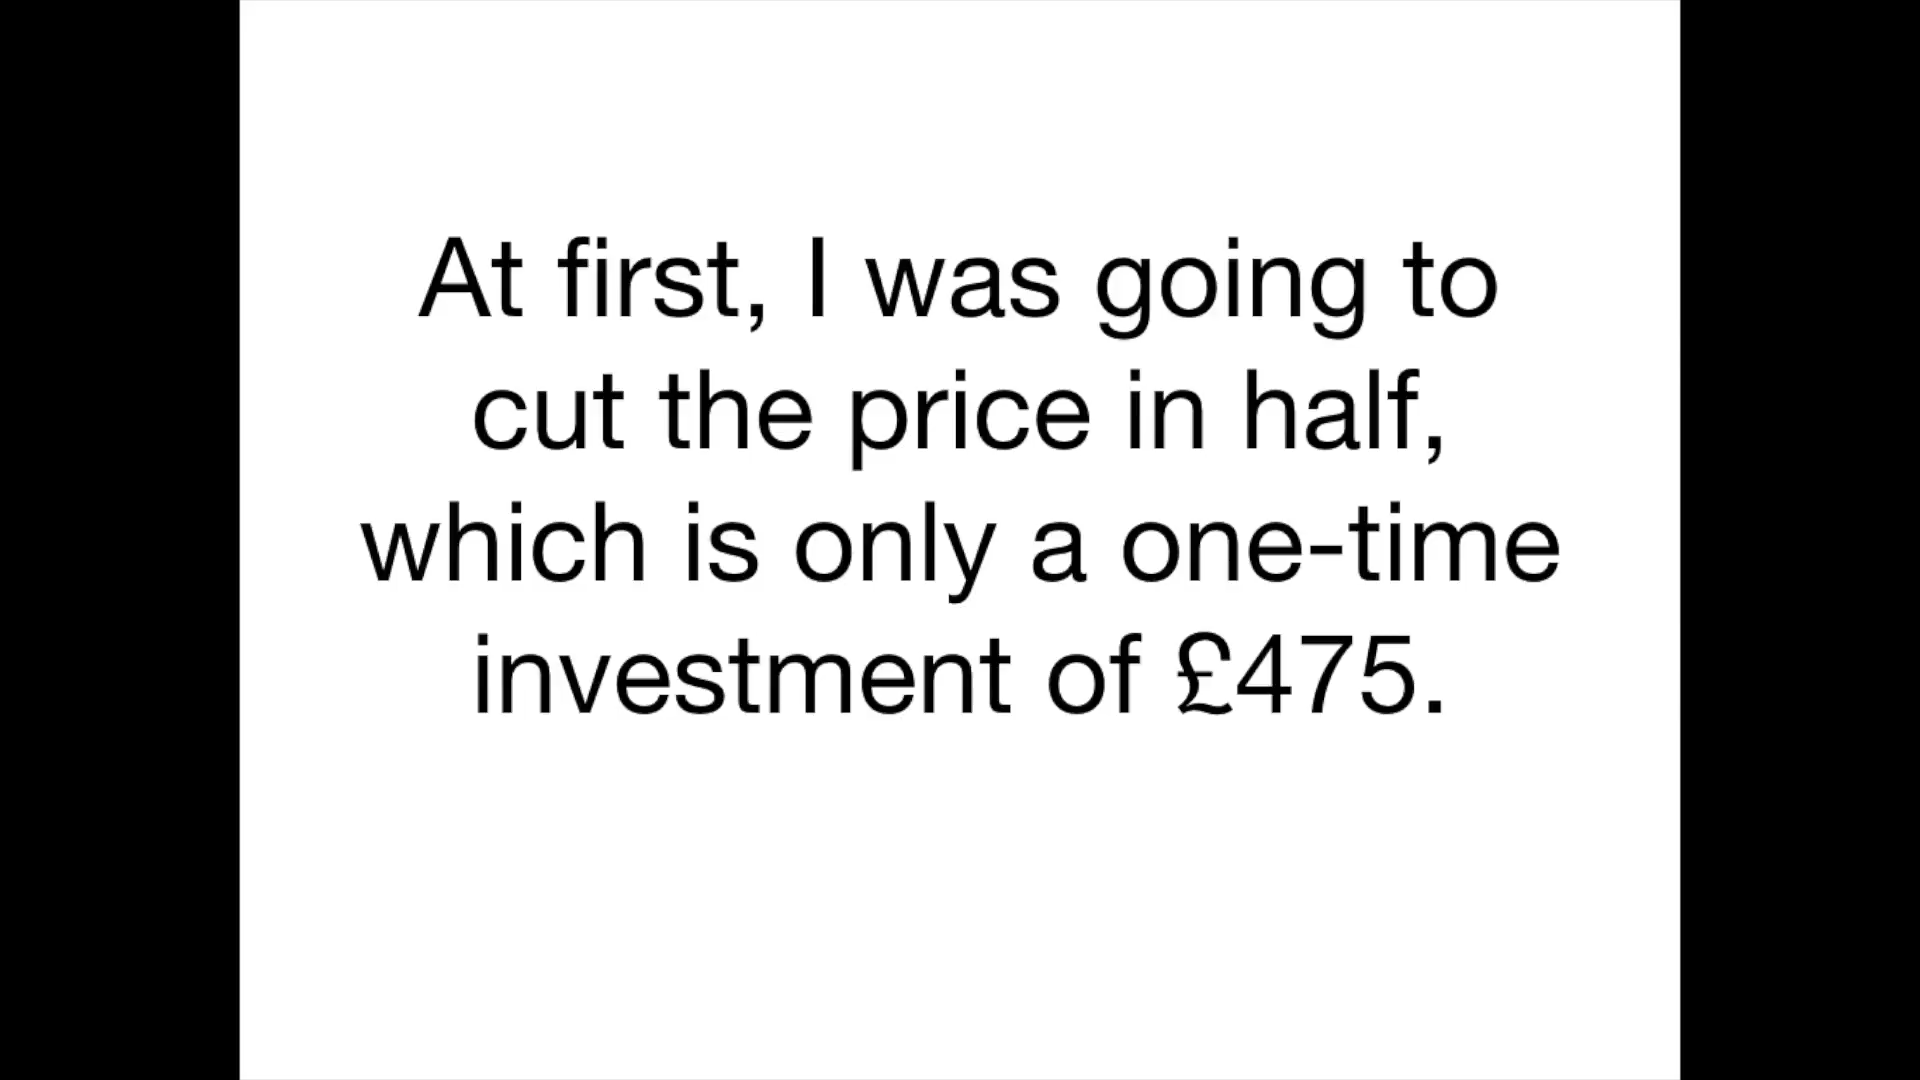 At first, I was going to
cut the price in half,
which is only a one-time
investment of £475.